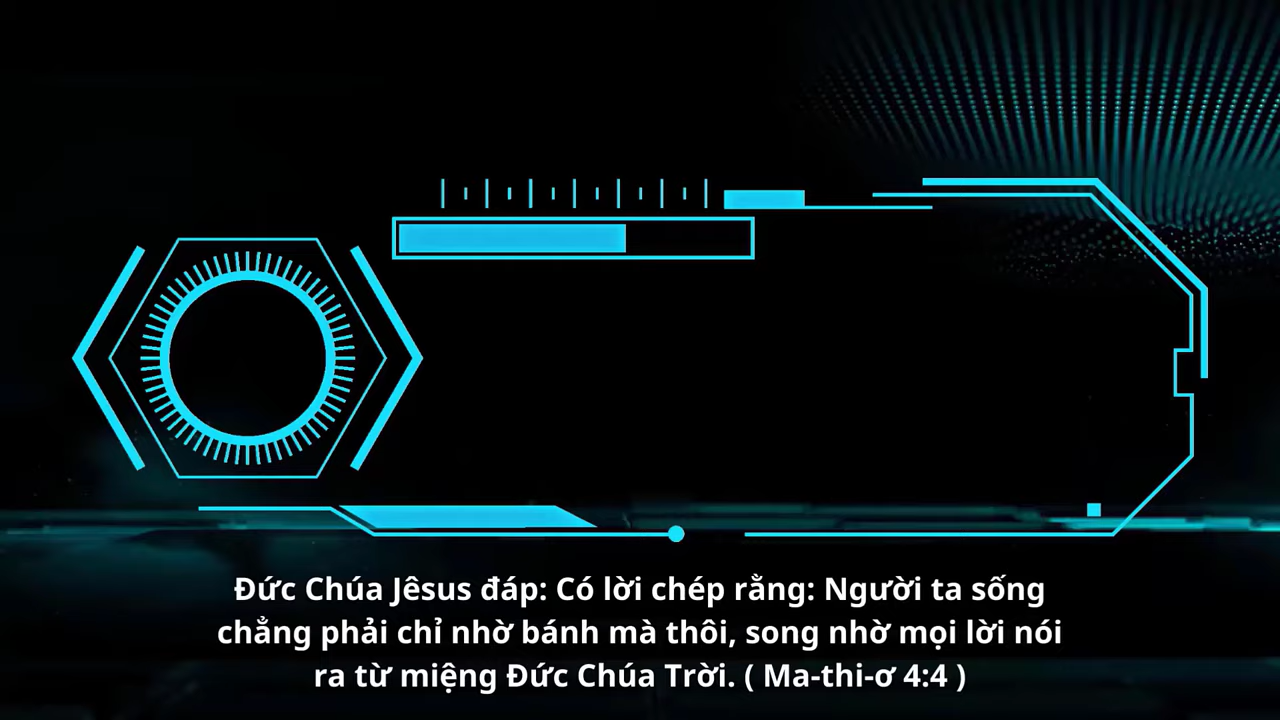 Đức Chúa Jêsus đáp: Có lời chép rằng: Người ta sống
chẳng phải chỉ nhờ bánh mà thôi, song nhờ mọi lời nói
ra từ miệng Đức Chúa Trời. ( Ma-thi-ơ 4:4 )